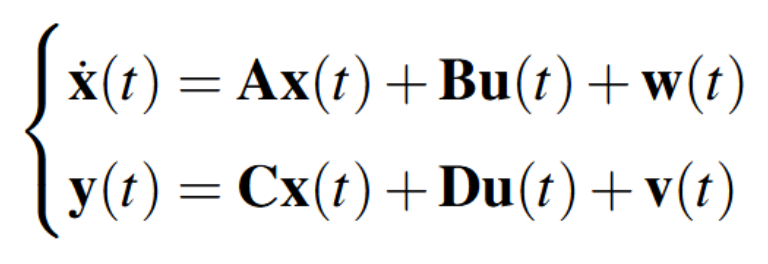 ẋ(t) = Ax(t) + Bu(t) + w(t)
y(t) = Cx(t) + Du(t) + v(t)